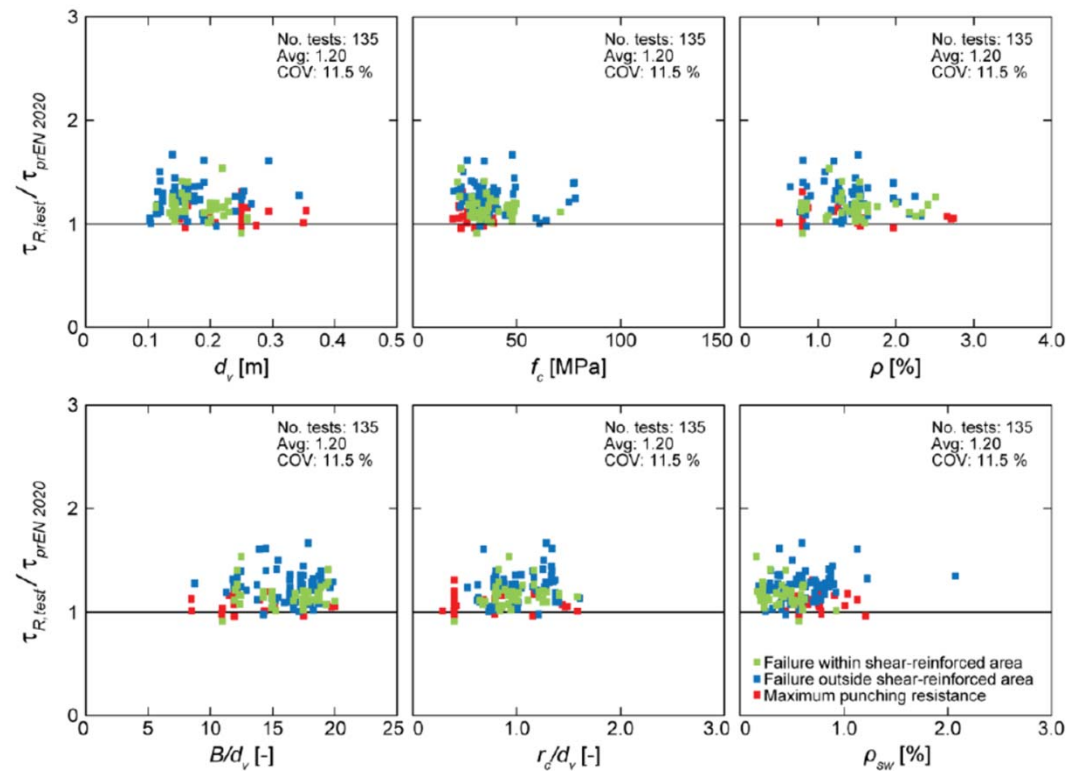 3
2
1
0
τR,test / τprEN 2020
No. tests: 135
Avg: 1.20
COV: 11.5 %
0 0.1 0.2 0.3 0.4 0.5
dv [m]
No. tests: 135
Avg: 1.20
COV: 11.5 %
0 50 100 150
fc [MPa]
No. tests: 135
Avg: 1.20
COV: 11.5 %
0.0 1.0 2.0 3.0 4.0
ρ [%]
3
2
1
0
τR,test / τprEN 2020
No. tests: 135
Avg: 1.20
COV: 11.5 %
5 10 15 20 25
B/dv [-]
No. tests: 135
Avg: 1.20
COV: 11.5 %
0.0 1.0 2.0 3.0
rc/dv [-]
No. tests: 135
Avg: 1.20
COV: 11.5 %
Failure within shear-reinforced area
Failure outside shear-reinforced area
Maximum punching resistance
0.0 1.0 2.0 3.0
ρsw [%]